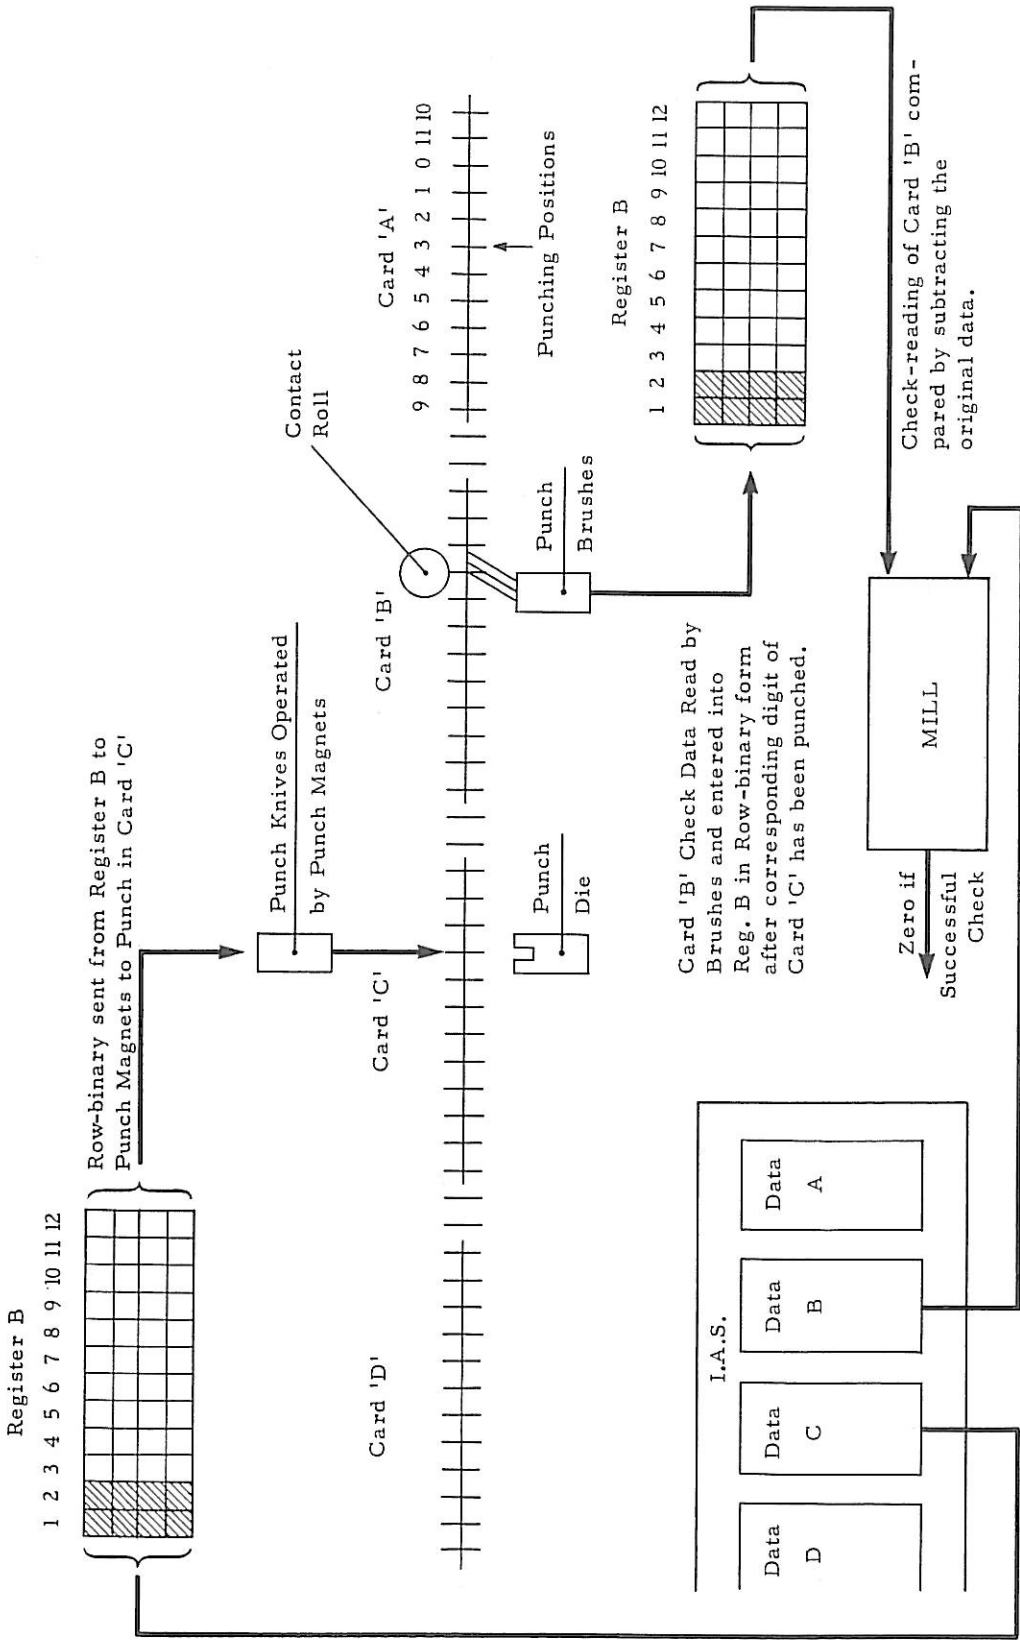 Register B
1 2 3 4 5 6 7 8 9 10 11 12
Row-binary sent from Register B to
Punch Magnets to Punch in Card 'C'
Punch Knives Operated
by Punch Magnets
Contact
Roll
Card 'D'
Card 'C'
Card 'B'
Card 'A'
9 8 7 6 5 4 3 2 1 0 11 10
Punching Positions
Punch
Die
Punch
Brushes
Register B
1 2 3 4 5 6 7 8 9 10 11 12
Card 'B' Check Data Read by
Brushes and entered into
Reg. B in Row-binary form
after corresponding digit of
Card 'C' has been punched.
I.A.S.
Data
D
Data
C
Data
B
Data
A
Zero if
Successful
Check
MILL
Check-reading of Card 'B' com-
pared by subtracting the
original data.